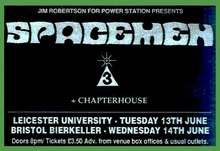 JIM ROBERTSON FOR POWER STATION PRESENTS
SPACEMEN
3
+ CHAPTERHOUSE
LEICESTER UNIVERSITY - TUESDAY 13TH JUNE
BRISTOL BIERKELLER - WEDNESDAY 14TH JUNE
Doors 8pm/ Tickets £3.50 Adv. from venue box offices & usual outlets.